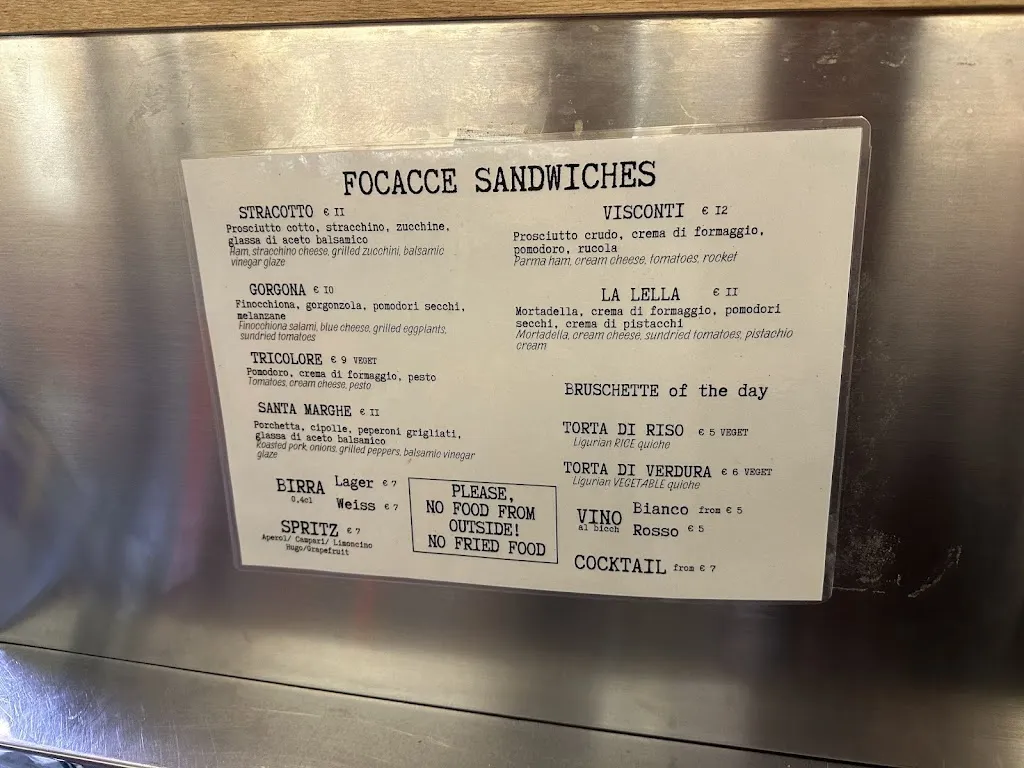 FOCACCE SANDWICHES
STRACOTTO € 11
Prosciutto cotto, stracchino, zucchine,
glassa di aceto balsamico
Ham, stracchino cheese, grilled zucchini, balsamic
vinegar glaze
GORGONA € 10
Finocchiona, gorgonzola, pomodori secchi,
melanzane
Finocchiona salami, blue cheese, grilled eggplants,
sundried tomatoes
TRICOLORE € 9 VEGET
Pomodoro, crema di formaggio, pesto
Tomatoes, cream cheese, pesto
SANTA MARGHE € 11
Porchetta, cipolle, peperoni grigliati,
glassa di aceto balsamico
Roasted pork, onions, grilled peppers, balsamic vinegar
glaze
BIRRA Lager € 7
0,4cl
Weiss € 7
SPRITZ € 7
Aperol/ Campari/ Limoncino
Hugo/Grapefruit
PLEASE,
NO FOOD FROM
OUTSIDE!
NO FRIED FOOD
VISCONTI € 12
Prosciutto crudo, crema di formaggio,
pomodoro, rucola
Parma ham, cream cheese, tomatoes, rocket
LA LELLA € 11
Mortadella, crema di formaggio, pomodori
secchi, crema di pistacchi
Mortadella, cream cheese, sundried tomatoes, pistachio
cream
BRUSCHETTE of the day
TORTA DI RISO € 5 VEGET
Ligurian RICE quiche
TORTA DI VERDURA € 6 VEGET
Ligurian VEGETABLE quiche
VINO Bianco from € 5
al bicch Rosso € 5
COCKTAIL from € 7